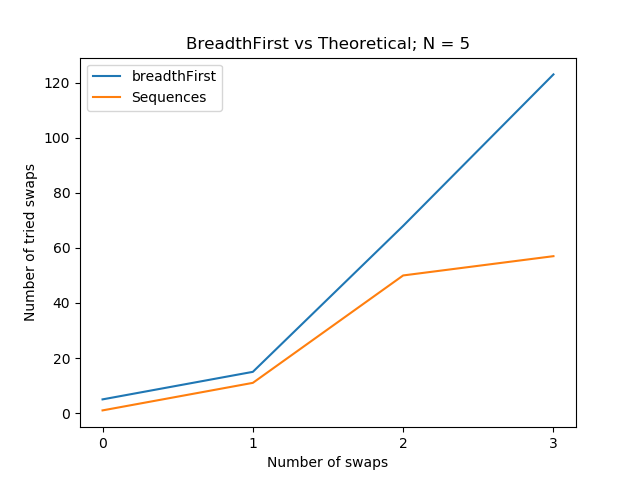 BreadthFirst vs Theoretical; N = 5
breadthFirst
Sequences
Number of tried swaps
120
100
80
60
40
20
0
0 1 2 3
Number of swaps